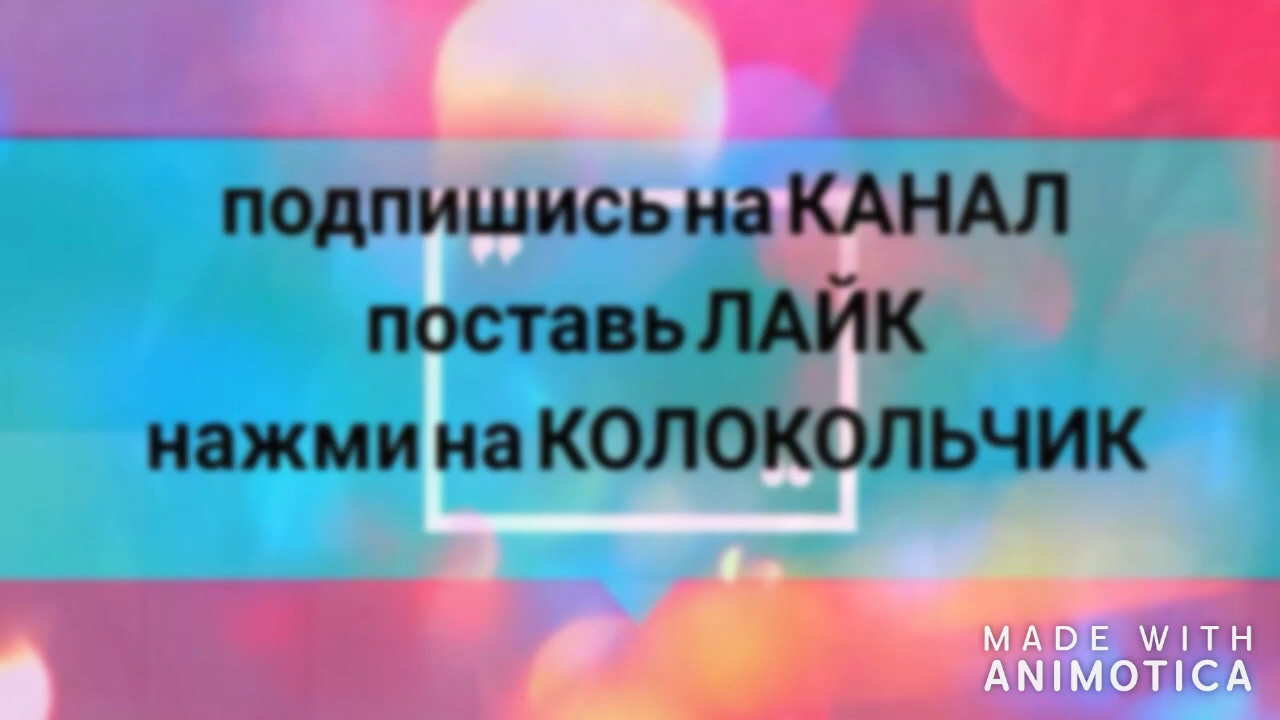 подпишись на КАНАЛ
поставь ЛАЙК
нажми на КОЛОКОЛЬЧИК
MADE WITH
ANIMOTICA